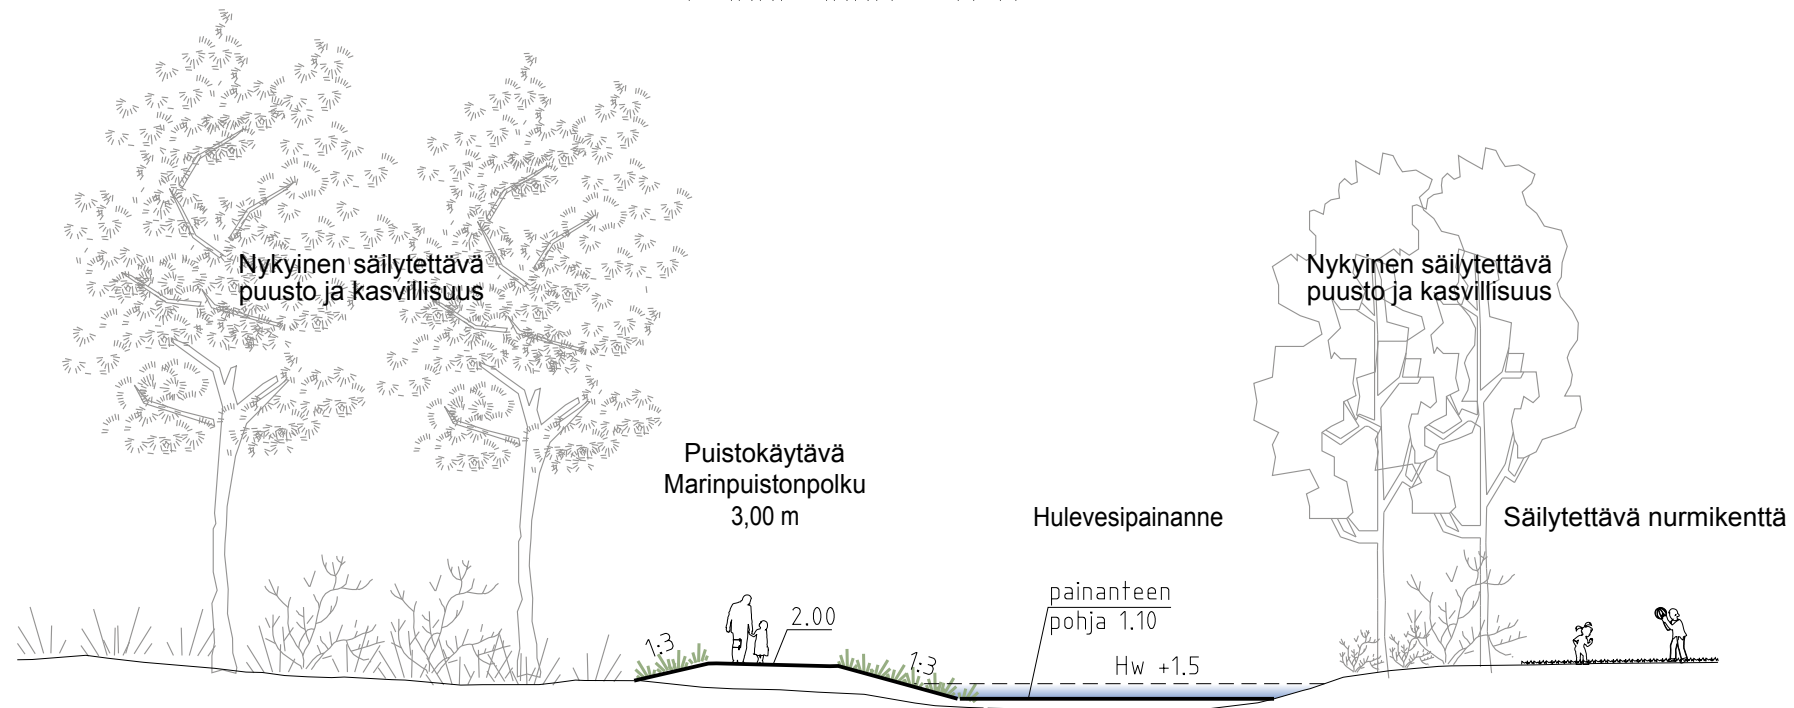 Nykyinen säilytettävä
puusto ja kasvillisuus
Nykyinen säilytettävä
puusto ja kasvillisuus
Puistokäytävä
Marinpuistonpolku
3,00 m
Hulevesipainanne
Säilytettävä nurmikenttä
painanteen
pohja 1.10
2.00
1:3
1:3
Hw +1.5